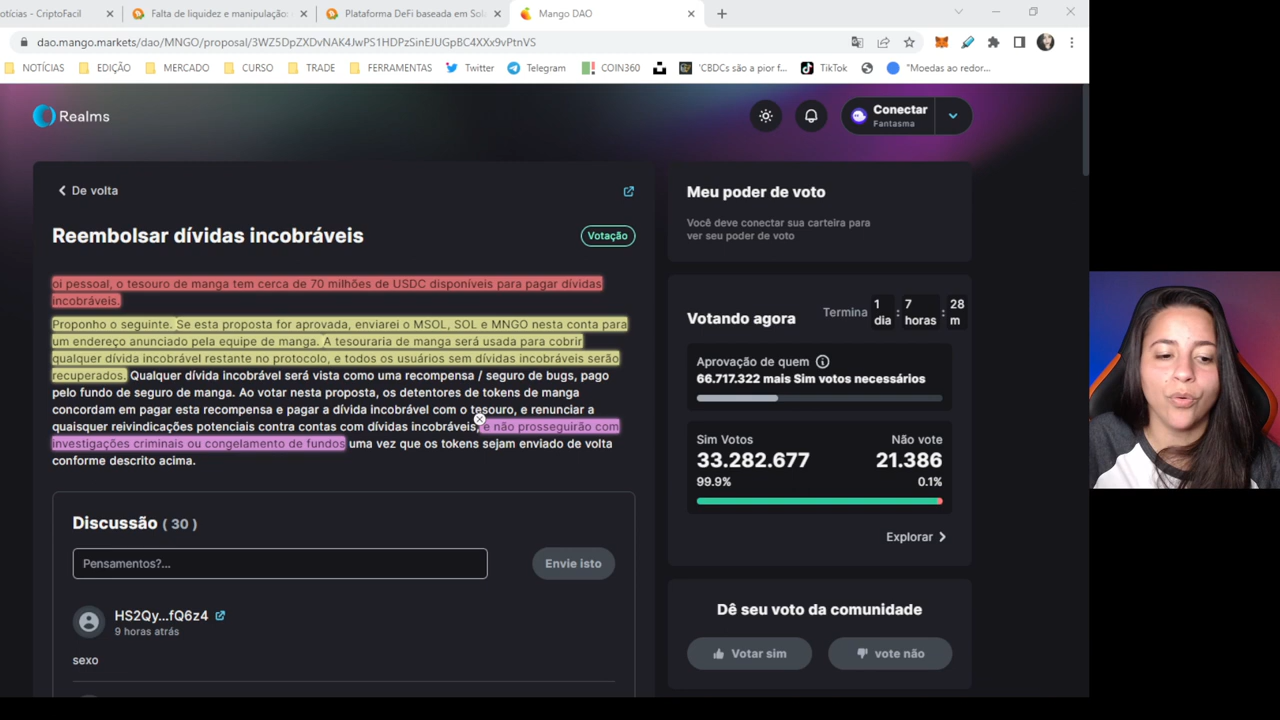 otícias - CriptoFacil
Falta de liquidez e manipulação:
Plataforma DeFi baseada em Sola
Mango DAO
dao.mango.markets/dao/MNGO/proposal/3WZ5DpZXDvNAK4JwPS1HDPzSinEJUGpBC4XXx9vPtnVS
NOTÍCIAS
EDIÇÃO
MERCADO
CURSO
TRADE
FERRAMENTAS
Twitter
Telegram
COIN360
'CBDCs são a pior f...
TikTok
"Moedas ao redor...
Realms
Conectar
Fantasma
De volta
Reembolsar dívidas incobráveis
Votação
oi pessoal, o tesouro de manga tem cerca de 70 milhões de USDC disponíveis para pagar dívidas
incobráveis.
Proponho o seguinte. Se esta proposta for aprovada, enviarei o MSOL, SOL e MNGO nesta conta para
um endereço anunciado pela equipe de manga. A tesouraria de manga será usada para cobrir
qualquer dívida incobrável restante no protocolo, e todos os usuários sem dívidas incobráveis serão
recuperados. Qualquer dívida incobrável será vista como uma recompensa / seguro de bugs, pago
pelo fundo de seguro de manga. Ao votar nesta proposta, os detentores de tokens de manga
concordam em pagar esta recompensa e pagar a dívida incobrável com o tesouro, e renunciar a
quaisquer reivindicações potenciais contra contas com dívidas incobráveis, e não prosseguirão com
investigações criminais ou congelamento de fundos uma vez que os tokens sejam enviado de volta
conforme descrito acima.
Discussão ( 30 )
Pensamentos?...
Envie isto
HS2Qy...fQ6z4
9 horas atrás
sexo
Meu poder de voto
Você deve conectar sua carteira para
ver seu poder de voto
Votando agora
Termina
1
dia
:
7
horas
:
28
m
Aprovação de quem
66.717.322 mais Sim votos necessários
Sim Votos
Não vote
33.282.677
21.386
99.9%
0.1%
Explorar
Dê seu voto da comunidade
Votar sim
vote não